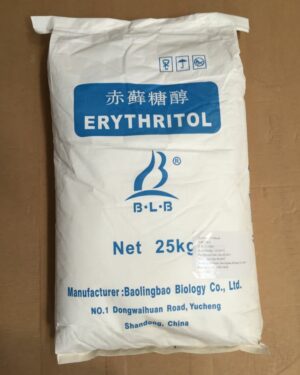 赤藓糖醇
ERYTHRITOL
®
B·L·B
Net 25kg
Manufacturer:Baolingbao Biology Co., Ltd.
NO.1 Dongwaihuan Road, Yucheng
Shandong, China